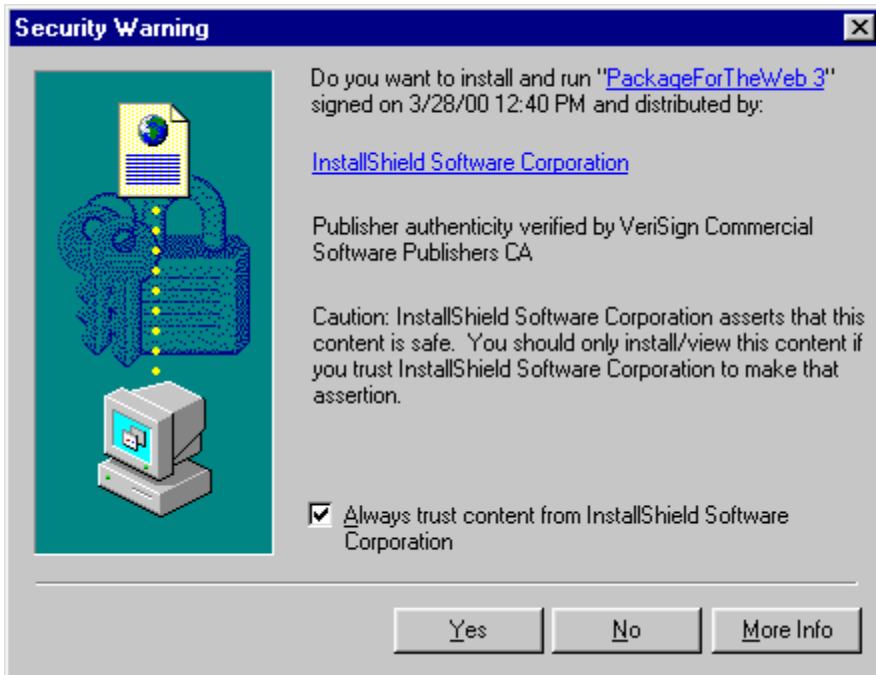 Security Warning
Do you want to install and run "PackageForTheWeb 3"
signed on 3/28/00 12:40 PM and distributed by:
InstallShield Software Corporation
Publisher authenticity verified by VeriSign Commercial
Software Publishers CA
Caution: InstallShield Software Corporation asserts that this
content is safe.  You should only install/view this content if
you trust InstallShield Software Corporation to make that
assertion.
Always trust content from InstallShield Software
Corporation
Yes
No
More Info